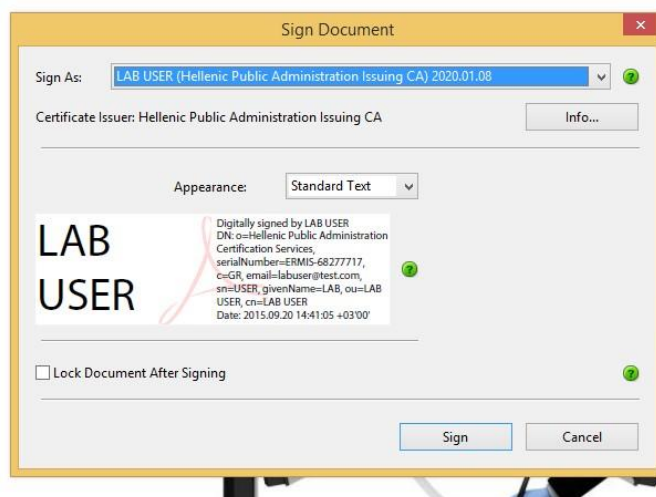 Sign Document
Sign As: LAB USER (Hellenic Public Administration Issuing CA) 2020.01.08
Certificate Issuer: Hellenic Public Administration Issuing CA
Info...
Appearance: Standard Text
LAB
USER
Digitally signed by LAB USER
DN: o=Hellenic Public Administration
Certification Services,
serialNumber=ERMIS-68277717,
c=GR, email=labuser@test.com,
sn=USER, givenName=LAB, ou=LAB
USER, cn=LAB USER
Date: 2015.09.20 14:41:05 +03'00'
Lock Document After Signing
Sign
Cancel